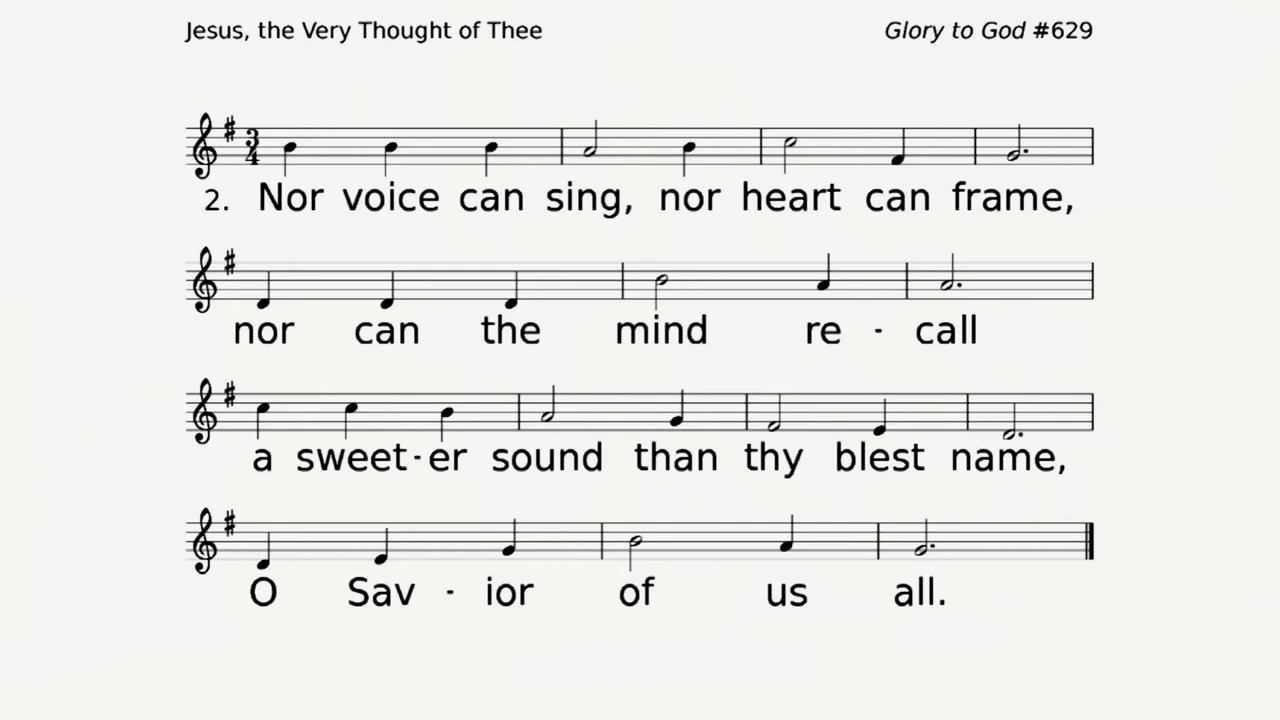 Jesus, the Very Thought of Thee
Glory to God #629
3
4
2. Nor voice can sing, nor heart can frame,
nor can the mind re - call
a sweet - er sound than thy blest name,
O Sav - ior of us all.